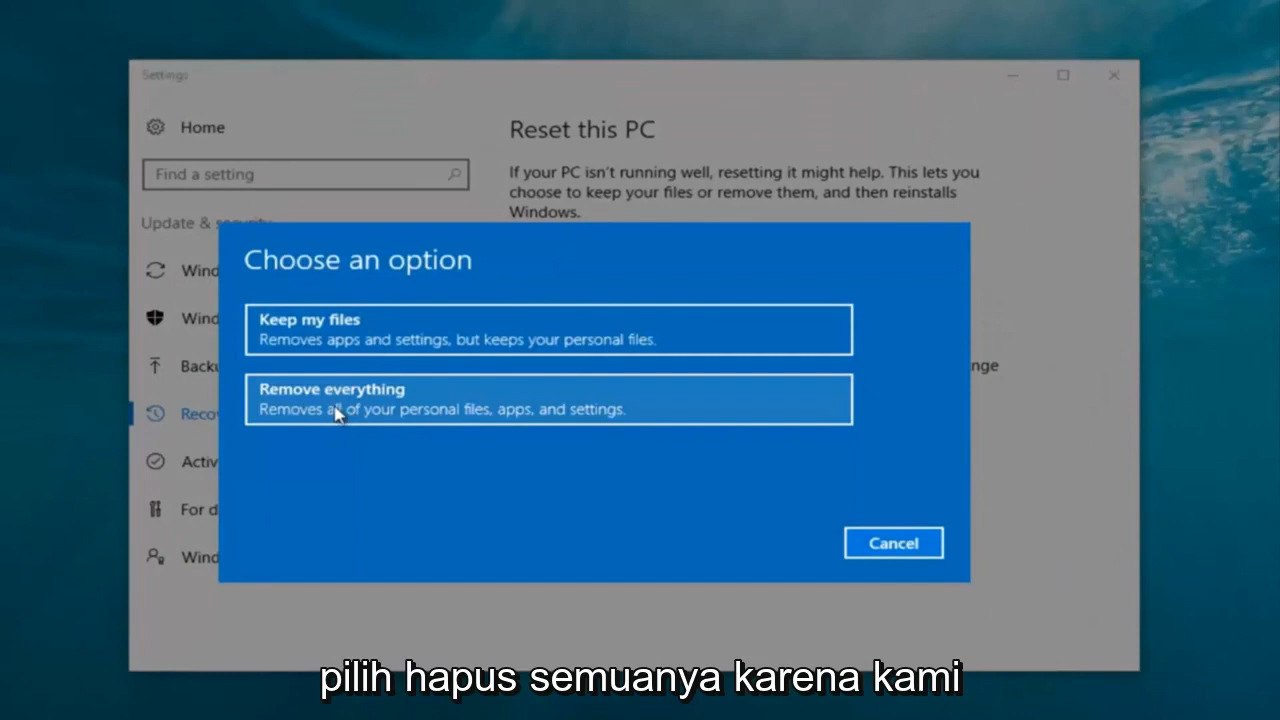 Settings
Home
Find a setting
Update & security
Wind
Wind
Backu
Reco
Activ
For d
Wind
Reset this PC
If your PC isn't running well, resetting it might help. This lets you
choose to keep your files or remove them, and then reinstalls
Windows.
nge
Choose an option
Keep my files
Removes apps and settings, but keeps your personal files.
Remove everything
Removes all of your personal files, apps, and settings.
Cancel
pilih hapus semuanya karena kami